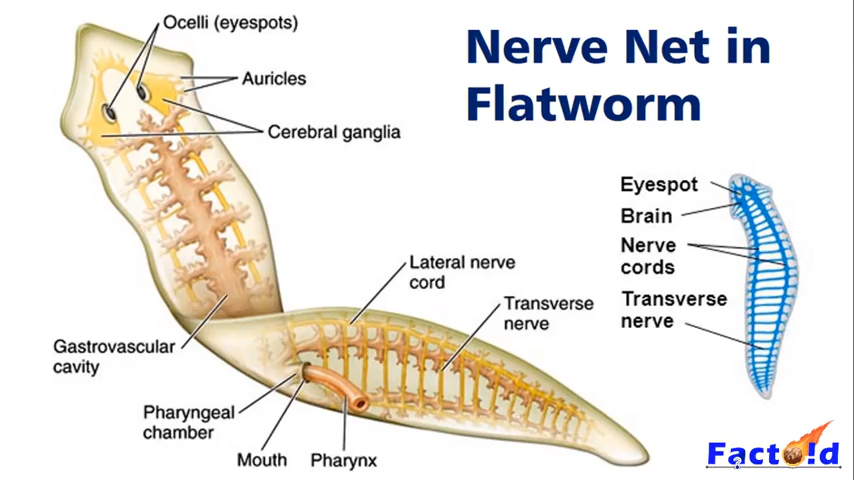 Nerve Net in
Flatworm
Ocelli (eyespots)
Auricles
Cerebral ganglia
Lateral nerve
cord
Transverse
nerve
Gastrovascular
cavity
Pharyngeal
chamber
Mouth
Pharynx
Eyespot
Brain
Nerve
cords
Transverse
nerve
Facto!d